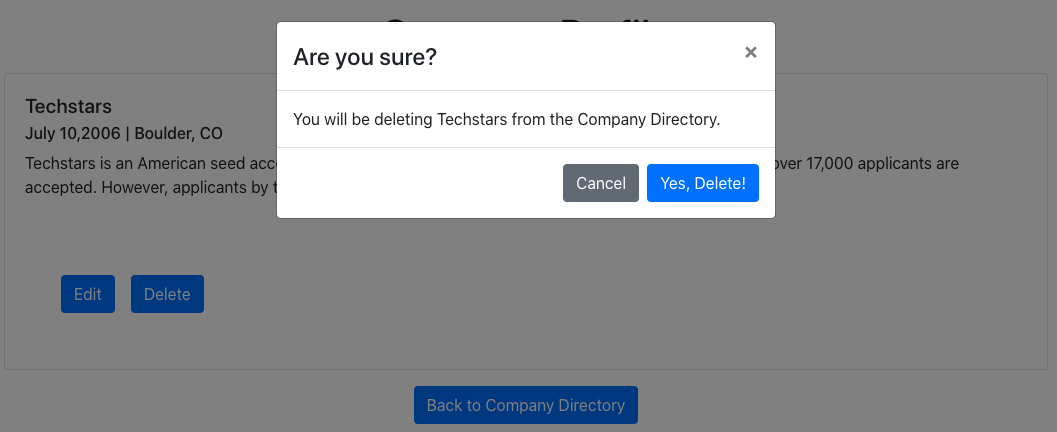 Are you sure?
×
You will be deleting Techstars from the Company Directory.
Cancel
Yes, Delete!
Techstars
July 10,2006 | Boulder, CO
Techstars is an American seed over 17,000 applicants are
accepted. However, applicants by
Edit
Delete
Back to Company Directory